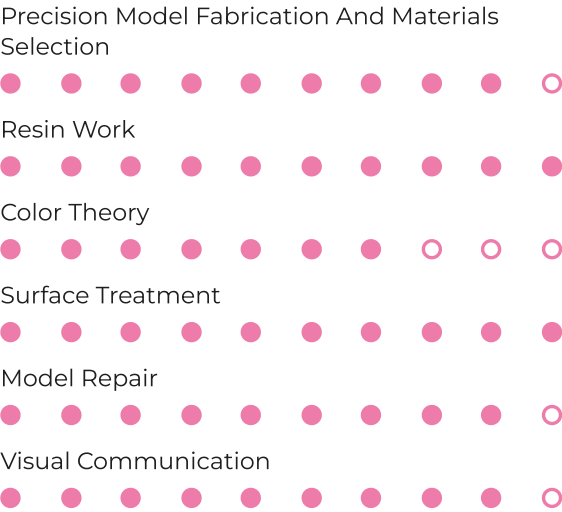 Precision Model Fabrication And Materials
Selection
Resin Work
Color Theory
Surface Treatment
Model Repair
Visual Communication